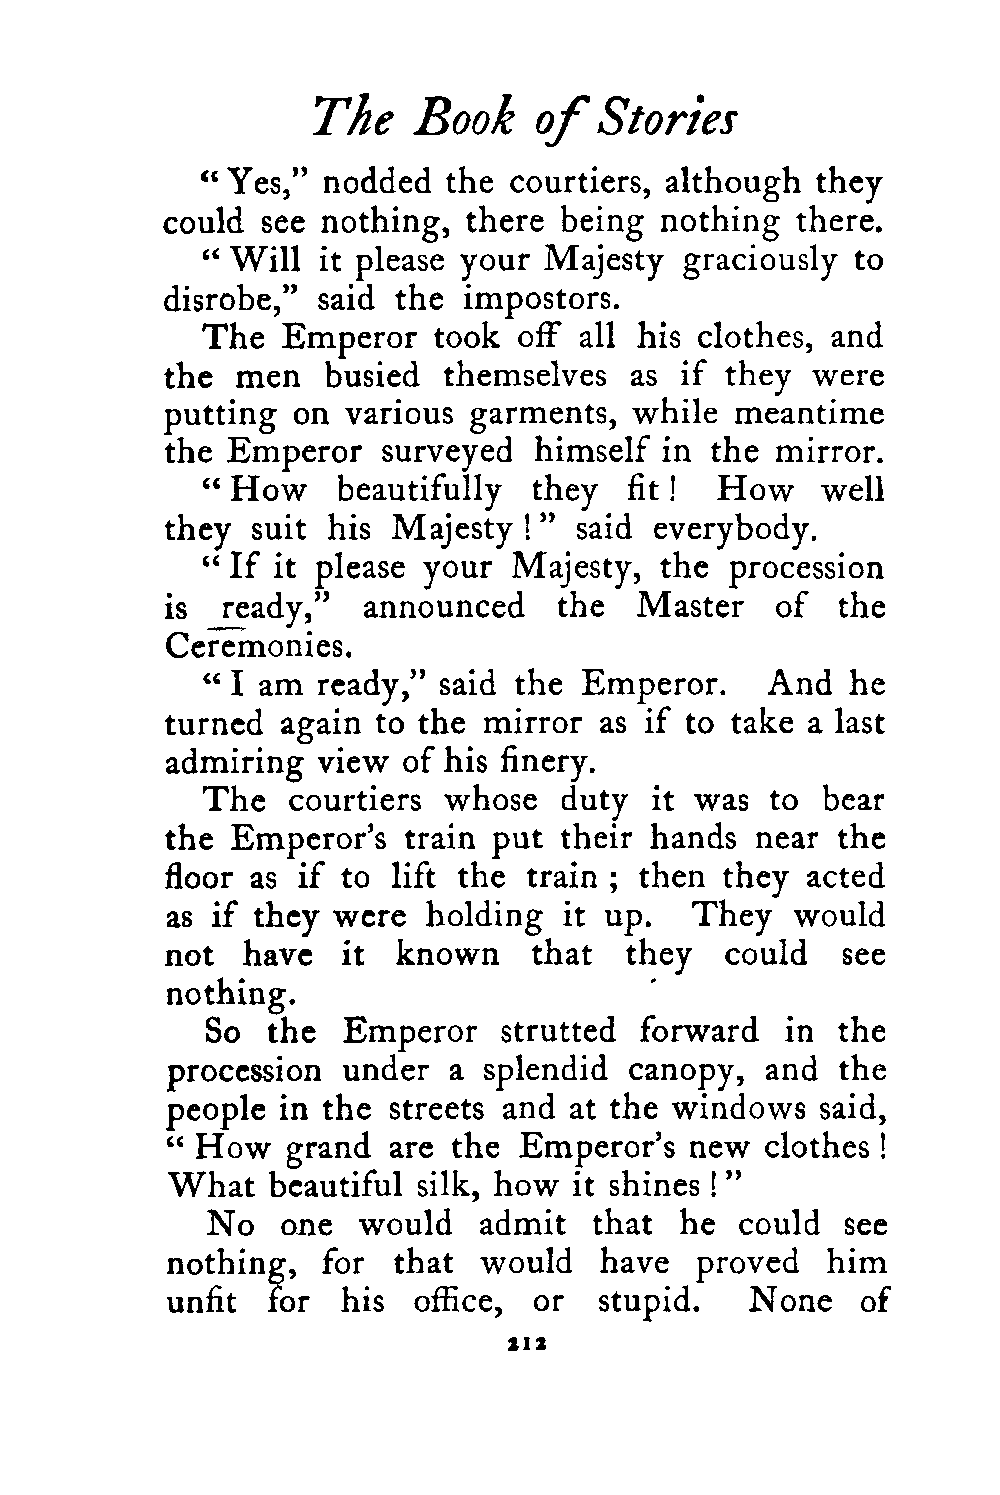 The Book of Stories
“ Yes,” nodded the courtiers, although they
could see nothing, there being nothing there.
“ Will it please your Majesty graciously to
disrobe,” said the impostors.
The Emperor took off all his clothes, and
the men busied themselves as if they were
putting on various garments, while meantime
the Emperor surveyed himself in the mirror.
“ How beautifully they fit ! How well
they suit his Majesty ! ” said everybody.
“ If it please your Majesty, the procession
is ready,” announced the Master of the
Ceremonies.
“ I am ready,” said the Emperor. And he
turned again to the mirror as if to take a last
admiring view of his finery.
The courtiers whose duty it was to bear
the Emperor’s train put their hands near the
floor as if to lift the train ; then they acted
as if they were holding it up. They would
not have it known that they could see
nothing.
So the Emperor strutted forward in the
procession under a splendid canopy, and the
people in the streets and at the windows said,
“ How grand are the Emperor’s new clothes !
What beautiful silk, how it shines ! ”
No one would admit that he could see
nothing, for that would have proved him
unfit for his office, or stupid. None of
212